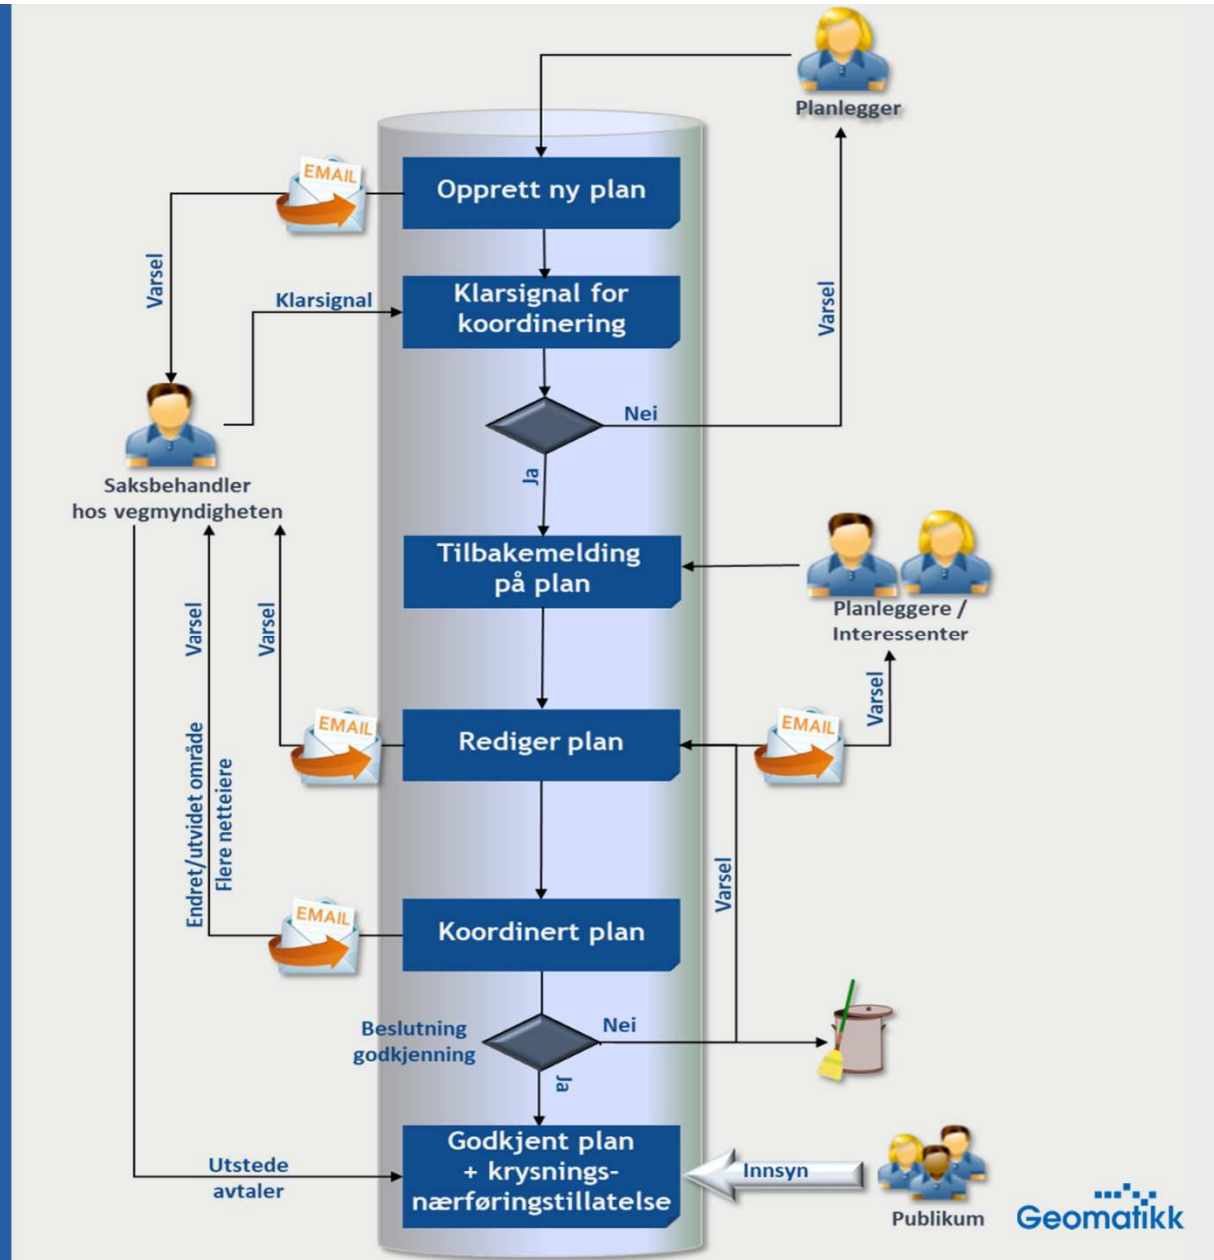 Planlegger
EMAIL
Opprett ny plan
Varsel
Klarsignal
Klarsignal for
koordinering
Varsel
Nei
Ja
Saksbehandler
hos vegmyndigheten
Tilbakemelding
på plan
Planleggere /
Interessenter
Varsel
Varsel
Varsel
EMAIL
Rediger plan
EMAIL
Endret/utvidet område
Flere netteiere
Varsel
EMAIL
Koordinert plan
Beslutning
godkjenning
Nei
Ja
Godkjent plan
+ krysnings-
nærføringstillatelse
Utstede
avtaler
Innsyn
Publikum
Geomatikk